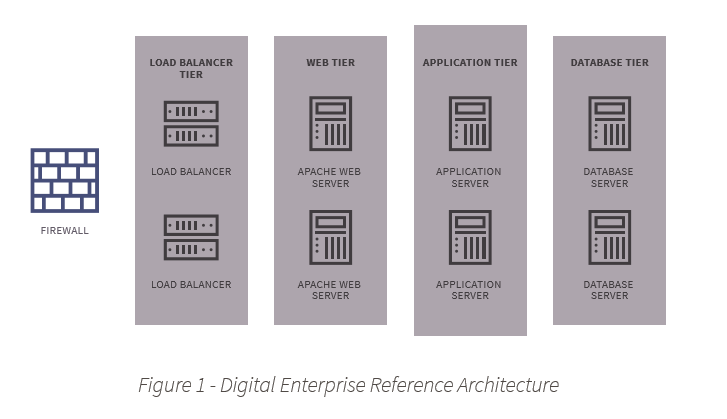 LOAD BALANCER
TIER
WEB TIER
APPLICATION TIER
DATABASE TIER
LOAD BALANCER
APACHE WEB
SERVER
APPLICATION
SERVER
DATABASE
SERVER
FIREWALL
LOAD BALANCER
APACHE WEB
SERVER
APPLICATION
SERVER
DATABASE
SERVER
Figure 1 - Digital Enterprise Reference Architecture